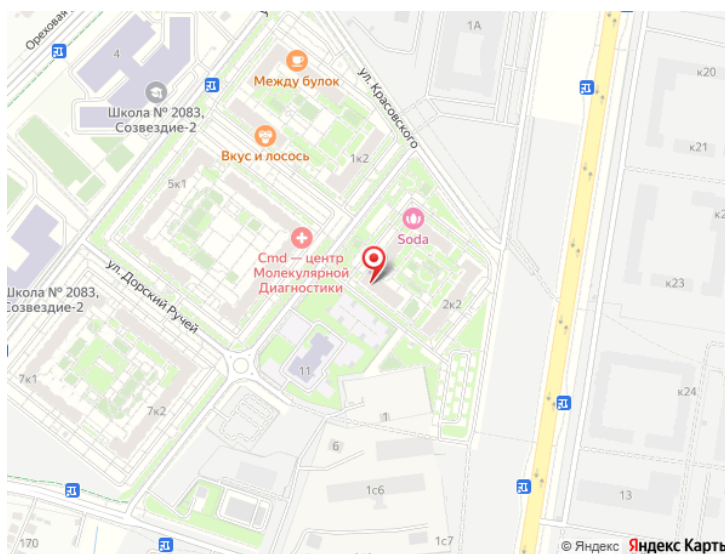 Ореховая
1А
к20
4
Между булок
ул. Красовского
Школа № 2083,
Созвездие-2
к21
Вкус и лосось
1к2
5к1
Soda
Cmd — центр
Молекулярной
Диагностики
ул. Дорский Ручей
Школа № 2083,
Созвездие-2
2к2
к23
11
7к1
7к2
к24
1
6
1с6
13
1с7
170
© Яндекс Яндекс Карты